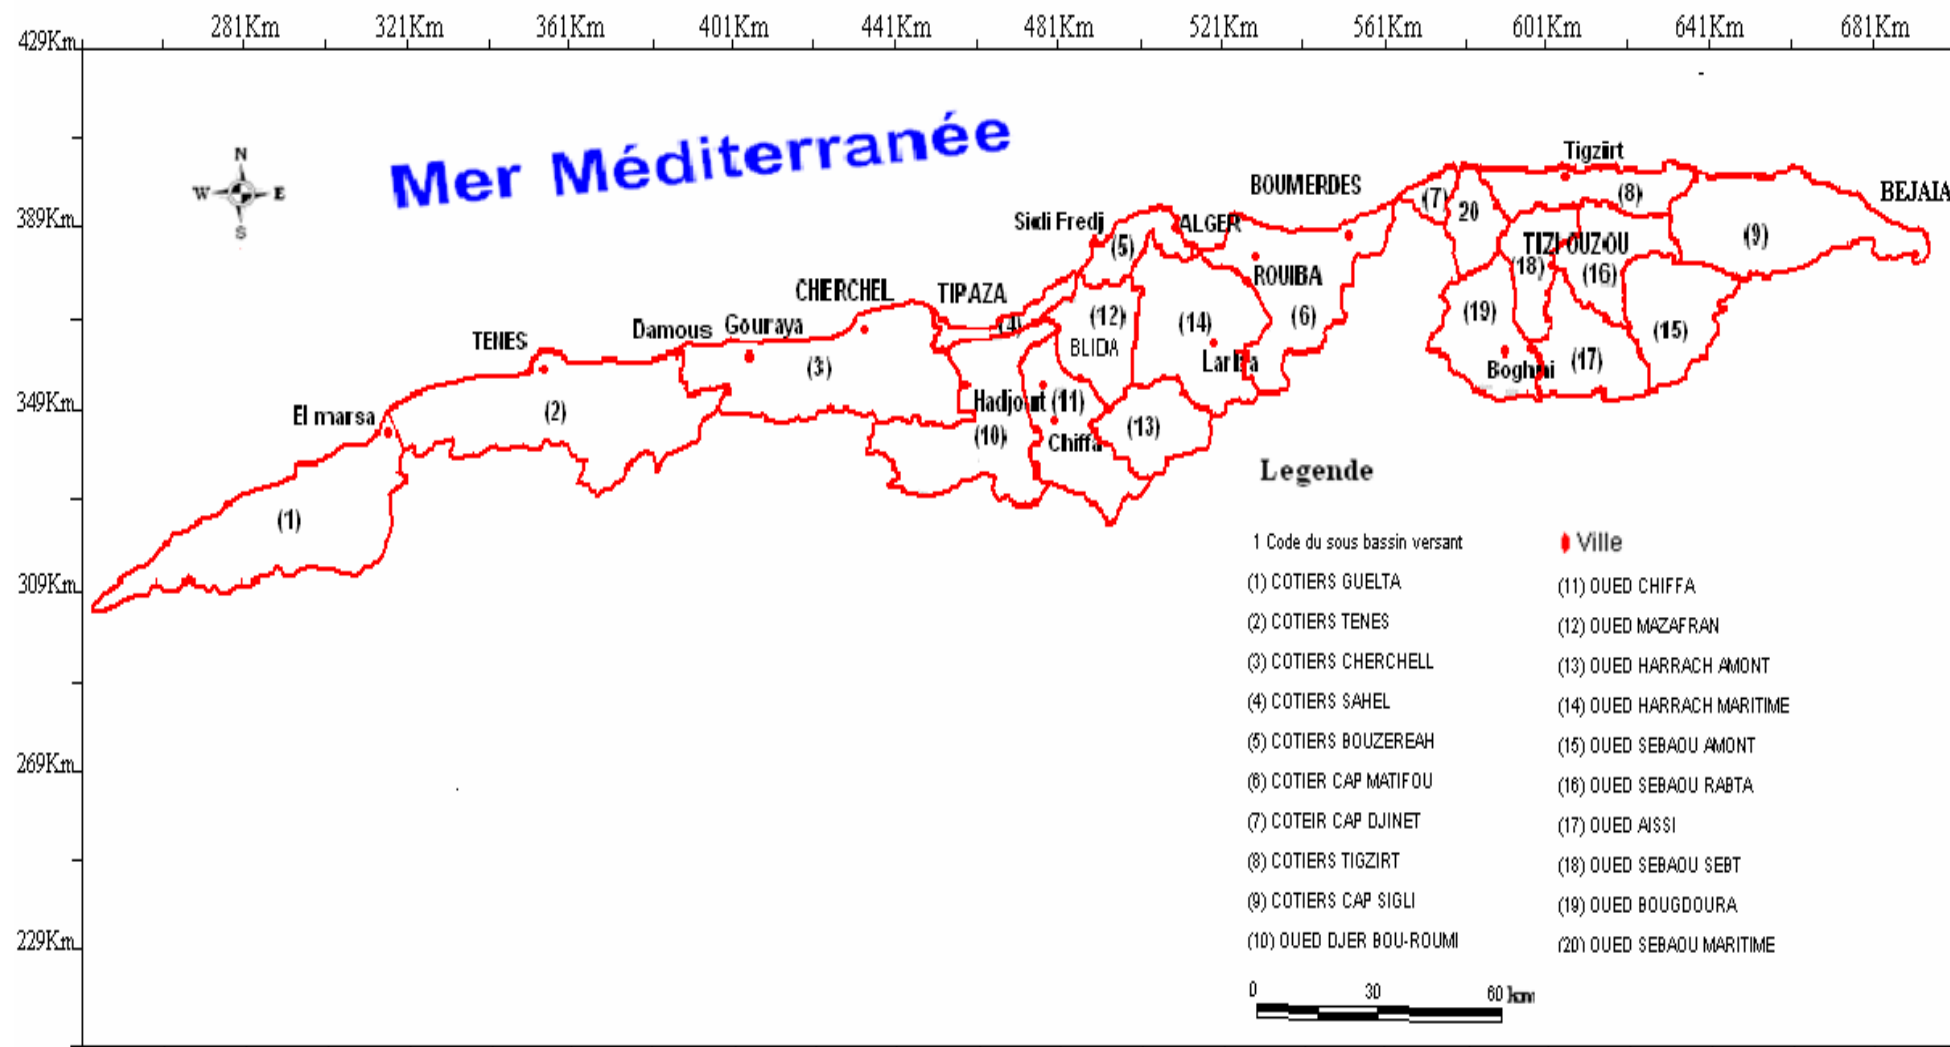 281Km 321Km 361Km 401Km 441Km 481Km 521Km 561Km 601Km 641Km 681Km
429Km
389Km
349Km
309Km
269Km
229Km
N
W E
S
Mer Méditerranée
El marsa
TENES
Damous
Gouraya
CHERCHEL
TIPAZA
Sidi Fredj
ALGER
BOUMERDES
ROUIBA
Tigziirt
BEJAIA
TIZI OUZOU
BLIDA
Hadjout
Chiffa
Larba
Boghni
(1)
(2)
(3)
(4)
(5)
(6)
(7)
(8)
(9)
(10)
(11)
(12)
(13)
(14)
(15)
(16)
(17)
(18)
(19)
20
Legende
1 Code du sous bassin versant
(1) COTIERS GUELTA
(2) COTIERS TENES
(3) COTIERS CHERCHELL
(4) COTIERS SAHEL
(5) COTIERS BOUZEREAH
(6) COTIER CAP MATIFOU
(7) COTEIR CAP DJINET
(8) COTIERS TIGZIRT
(9) COTIERS CAP SIGLI
(10) OUED DJER BOU-ROUMI
Ville
(11) OUED CHIFFA
(12) OUED MAZAFRAN
(13) OUED HARRACH AMONT
(14) OUED HARRACH MARITIME
(15) OUED SEBAOU AMONT
(16) OUED SEBAOU RABTA
(17) OUED AISSI
(18) OUED SEBAOU SEBT
(19) OUED BOUGDOURA
(20) OUED SEBAOU MARITIME
0 30 60 km